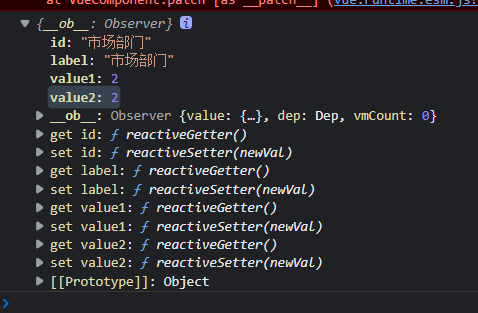 at VueComponent.patch [as __patch__] (vue.runtime.esm.js?
▼ {__ob__: Observer} i
id: "市场部门"
label: "市场部门"
value1: 2
value2: 2
▶ __ob__: Observer {value: {…}, dep: Dep, vmCount: 0}
▶ get id: ƒ reactiveGetter()
▶ set id: ƒ reactiveSetter(newVal)
▶ get label: ƒ reactiveGetter()
▶ set label: ƒ reactiveSetter(newVal)
▶ get value1: ƒ reactiveGetter()
▶ set value1: ƒ reactiveSetter(newVal)
▶ get value2: ƒ reactiveGetter()
▶ set value2: ƒ reactiveSetter(newVal)
▶ [[Prototype]]: Object
>